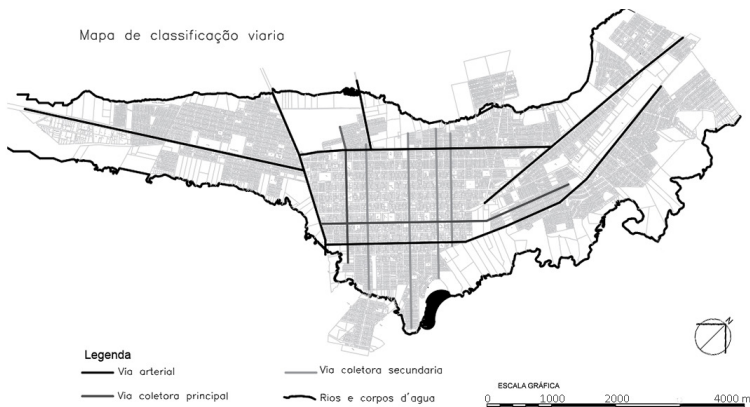 Mapa de classificação viaria
Legenda
Via arterial
Via coletora secundaria
Via coletora principal
Rios e corpos d'agua
N
ESCALA GRÁFICA
0 1000 2000 4000 m